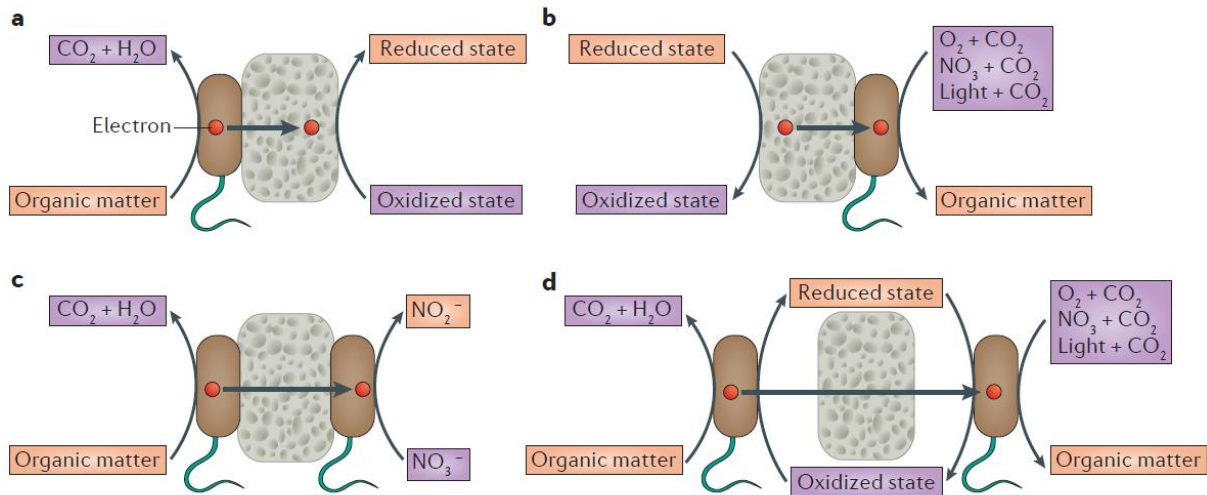 a
CO₂ + H₂O
Reduced state
Electron
Organic matter
Oxidized state
b
Reduced state
O₂ + CO₂
NO₃ + CO₂
Light + CO₂
Oxidized state
Organic matter
c
CO₂ + H₂O
NO₂⁻
Organic matter
NO₃⁻
d
CO₂ + H₂O
Reduced state
O₂ + CO₂
NO₃ + CO₂
Light + CO₂
Organic matter
Oxidized state
Organic matter